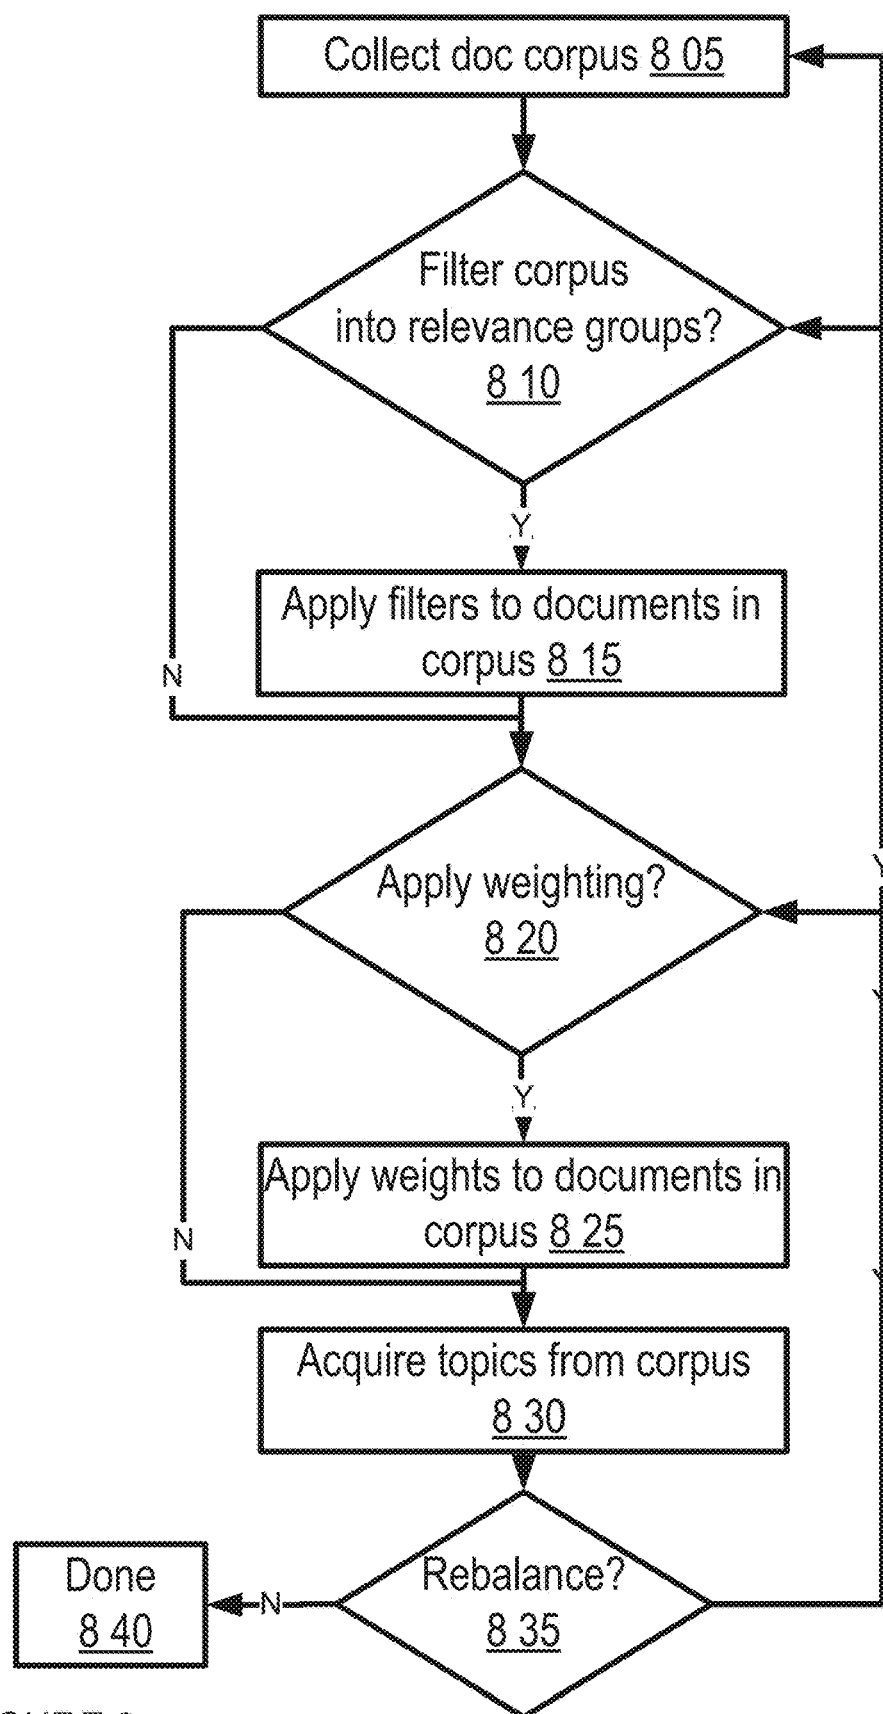 Collect doc corpus 8 05
Filter corpus
into relevance groups?
8 10
Y
Apply filters to documents in
corpus 8 15
N
Apply weighting?
8 20
Y
Y
Y
Apply weights to documents in
corpus 8 25
N
Y
Acquire topics from corpus
8 30
Rebalance?
8 35
N
Done
8 40